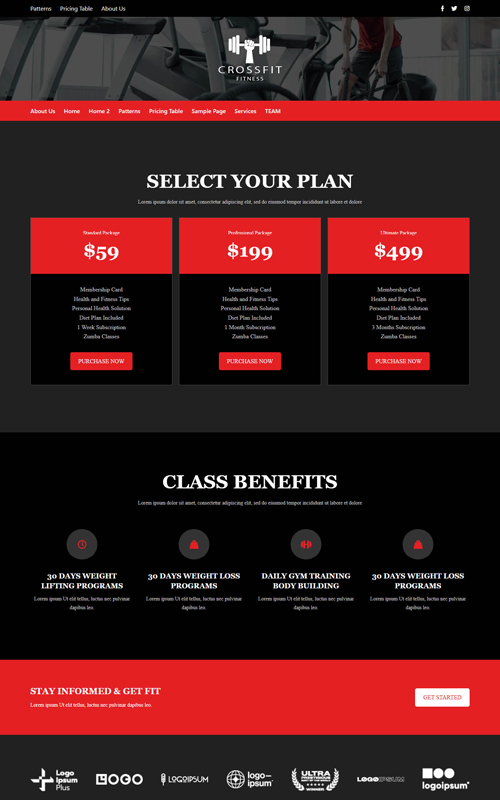 Patterns Pricing Table About Us
CROSSFIT
FITNESS
About Us Home Home 2 Patterns Pricing Table Sample Page Services TEAM
SELECT YOUR PLAN
Lorem ipsum dolor sit amet, consectetur adipiscing elit, sed do eiusmod tempor incididunt ut labore et dolore
Standard Package
$59
Membership Card
Health and Fitness Tips
Personal Health Solution
Diet Plan Included
1 Week Subscription
Zumba Classes
PURCHASE NOW
Professional Package
$199
Membership Card
Health and Fitness Tips
Personal Health Solution
Diet Plan Included
1 Month Subscription
Zumba Classes
PURCHASE NOW
Ultimate Package
$499
Membership Card
Health and Fitness Tips
Personal Health Solution
Diet Plan Included
3 Months Subscription
Zumba Classes
PURCHASE NOW
CLASS BENEFITS
Lorem ipsum dolor sit amet, consectetur adipiscing elit, sed do eiusmod tempor incididunt ut labore et dolore
30 DAYS WEIGHT
LIFTING PROGRAMS
Lorem ipsum Ut elit tellus, luctus nec pulvinar
dapibus leo.
30 DAYS WEIGHT LOSS
PROGRAMS
Lorem ipsum Ut elit tellus, luctus nec pulvinar
dapibus leo.
DAILY GYM TRAINING
BODY BUILDING
Lorem ipsum Ut elit tellus, luctus nec pulvinar
dapibus leo.
30 DAYS WEIGHT LOSS
PROGRAMS
Lorem ipsum Ut elit tellus, luctus nec pulvinar
dapibus leo.
STAY INFORMED & GET FIT
Lorem ipsum Ut elit tellus, luctus nec pulvinar dapibus leo.
GET STARTED
Logo
Ipsum
Plus
LOGO
LOGOIPSUM
logo—
ipsum
ULTRA
WINNER
LOGOIPSUM
logoipsum